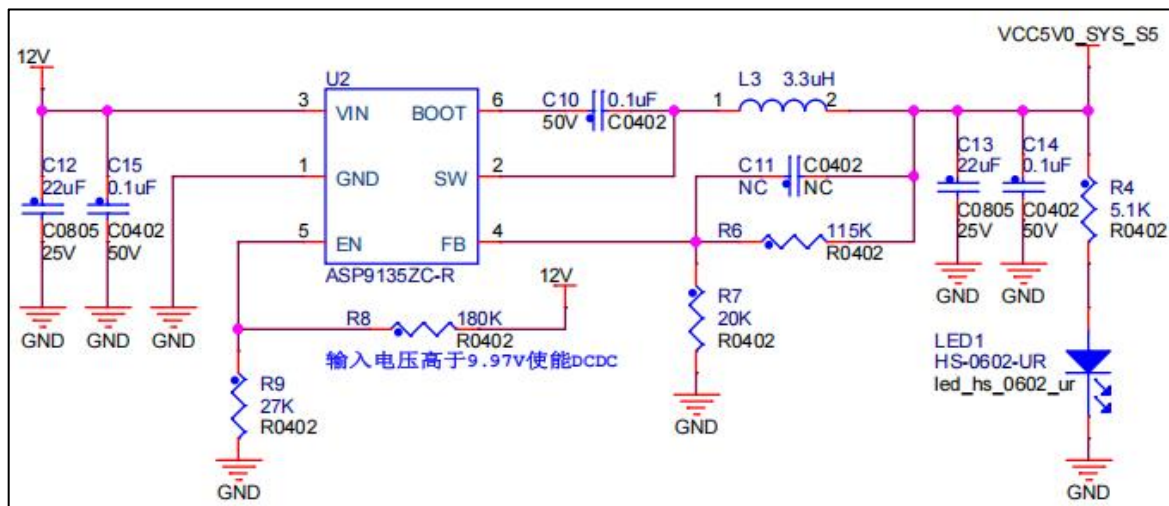 VCC5V0_SYS_S5
12V
U2
L3 3.3uH
3 VIN BOOT 6
C10 0.1uF
50V C0402
1 2
C12
22uF
C0805
25V
C15
0.1uF
C0402
50V
1 GND SW 2
C11 C0402
NC NC
C13
22uF
C0805
25V
C14
0.1uF
C0402
50V
R4
5.1K
R0402
5 EN FB 4
R6 115K
R0402
ASP9135ZC-R
12V
R8 180K
R0402
输入电压高于9.97V使能DCDC
R7
20K
R0402
R9
27K
R0402
LED1
HS-0602-UR
led_hs_0602_ur
GND
GND
GND
GND
GND
GND
GND
GND